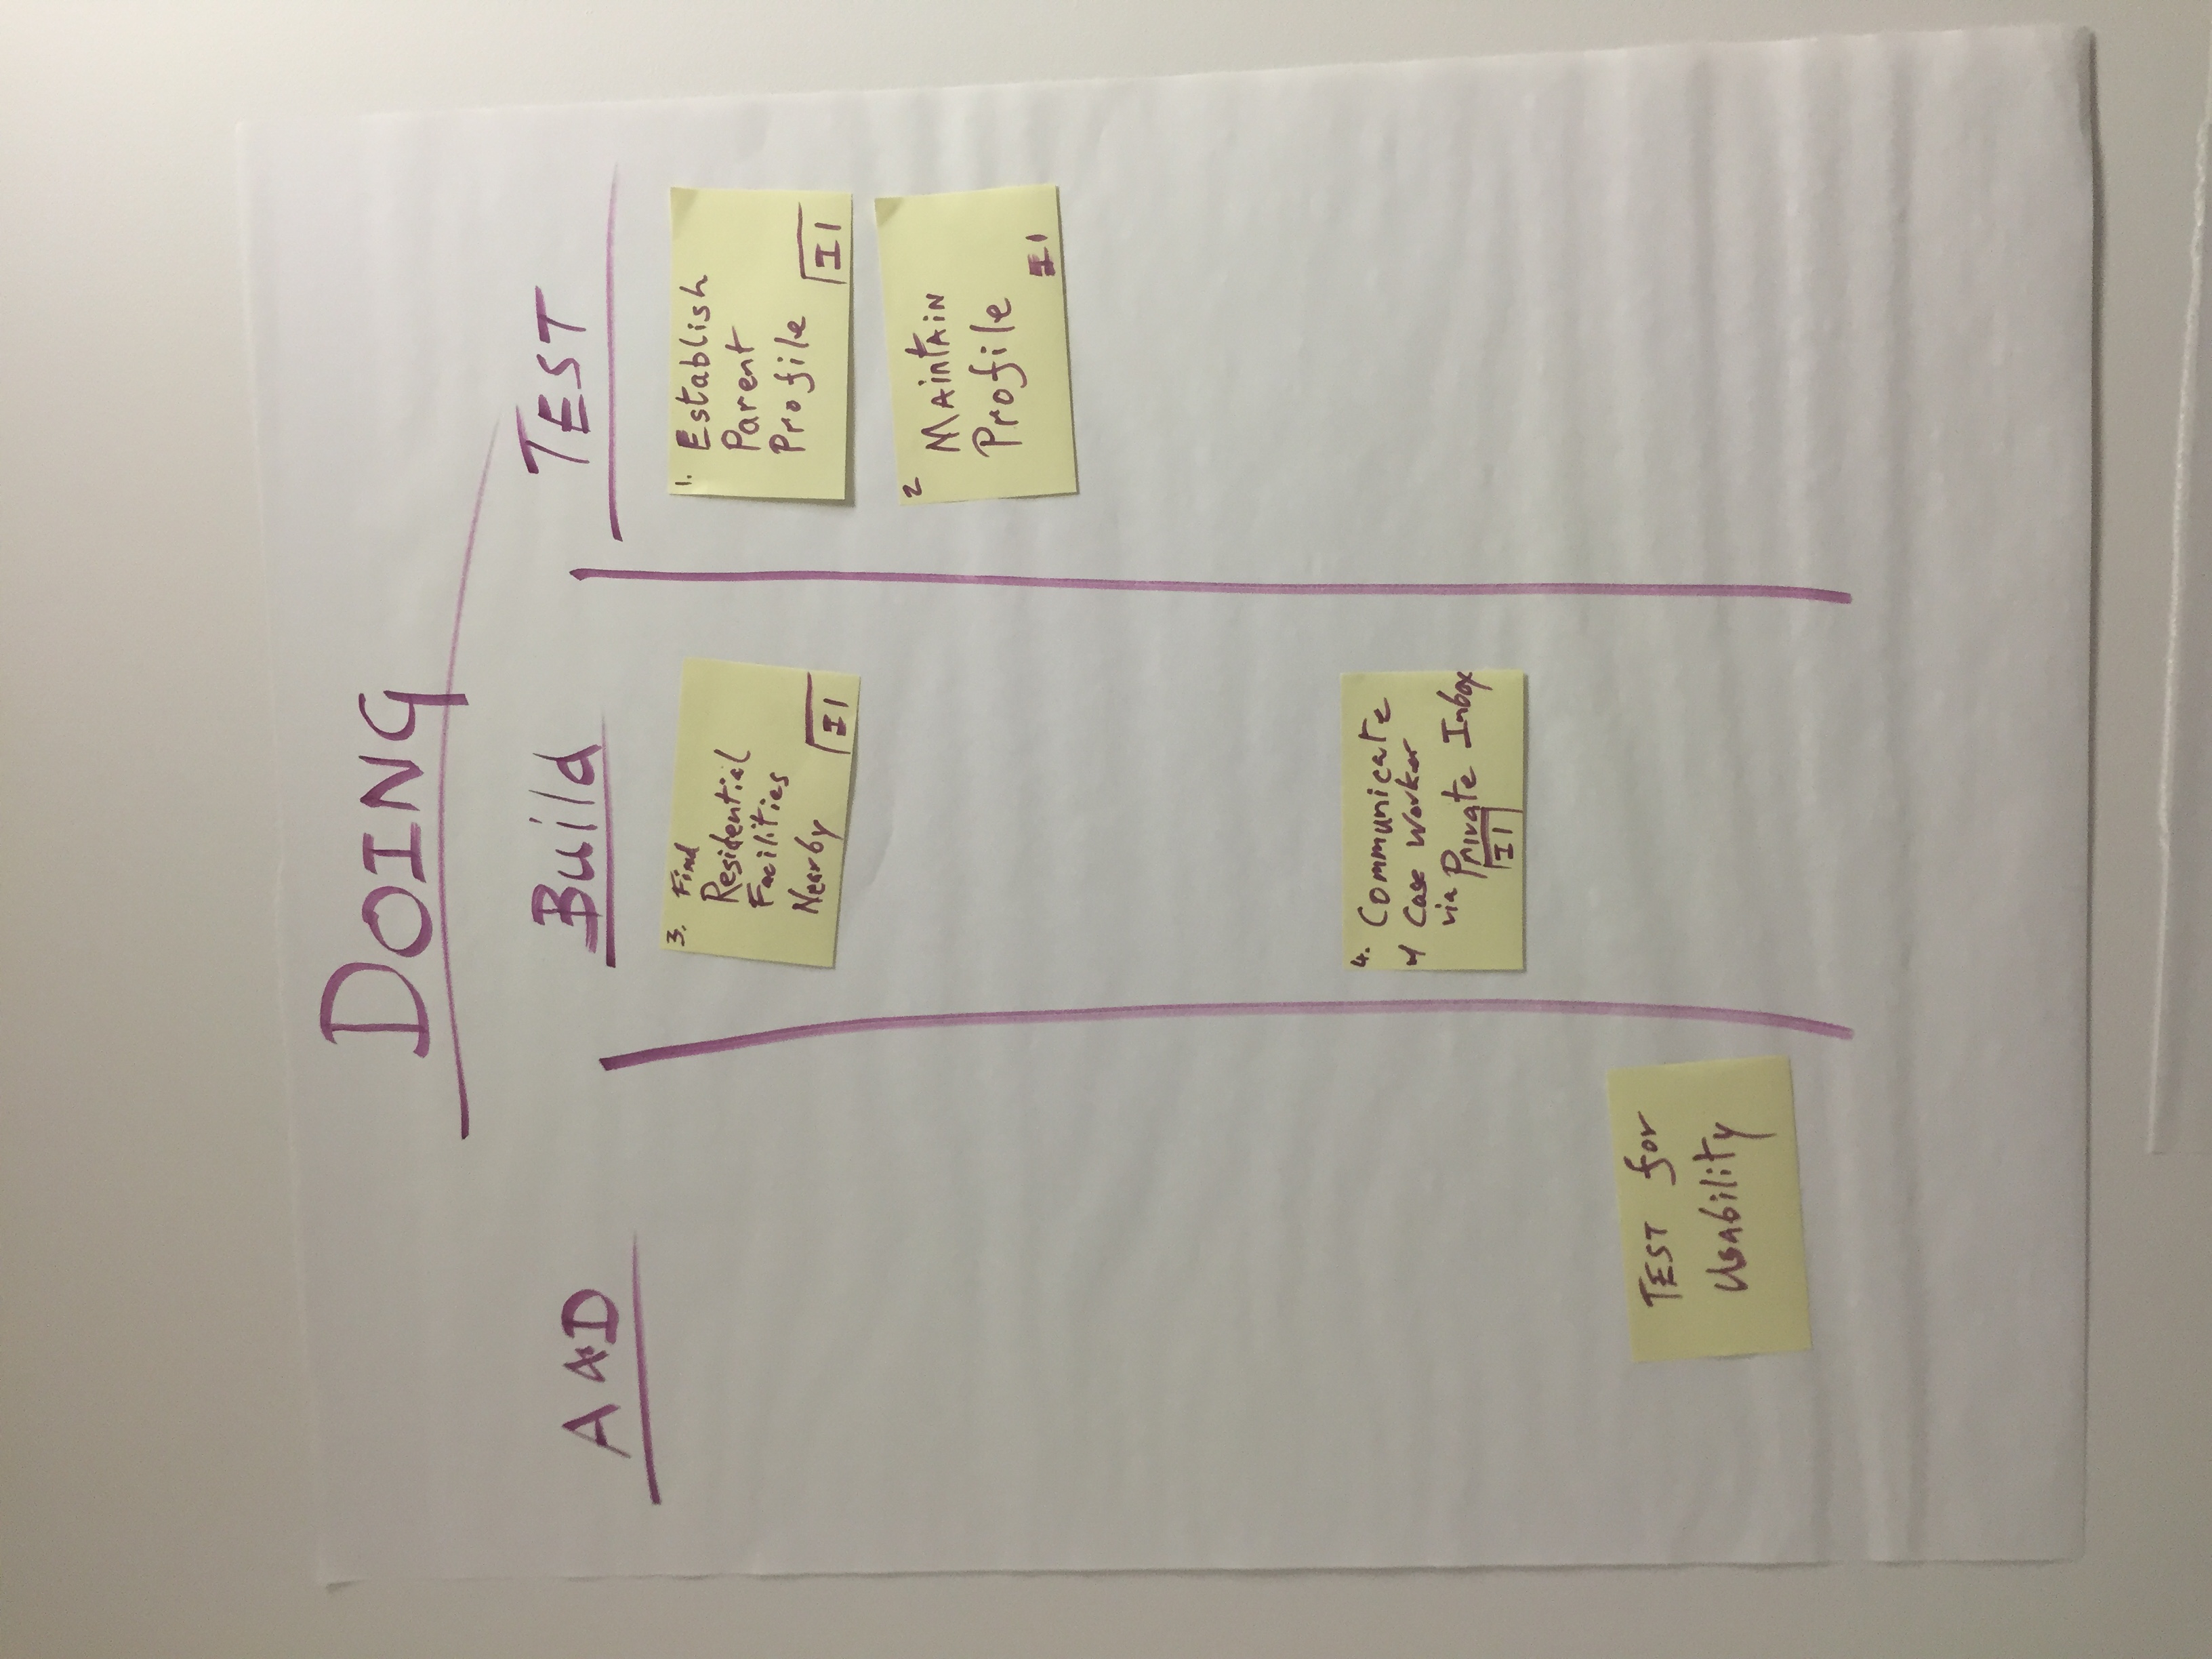 DOING
A&D
Build
TEST
3. Find
Residential
Facilities
Nearby
I1
1. Establish
Parent
Profile
I1
2 Maintain
Profile
I1
4. Communicate
w/ Case Worker
via Private Inbox
I1
TEST for
Usability